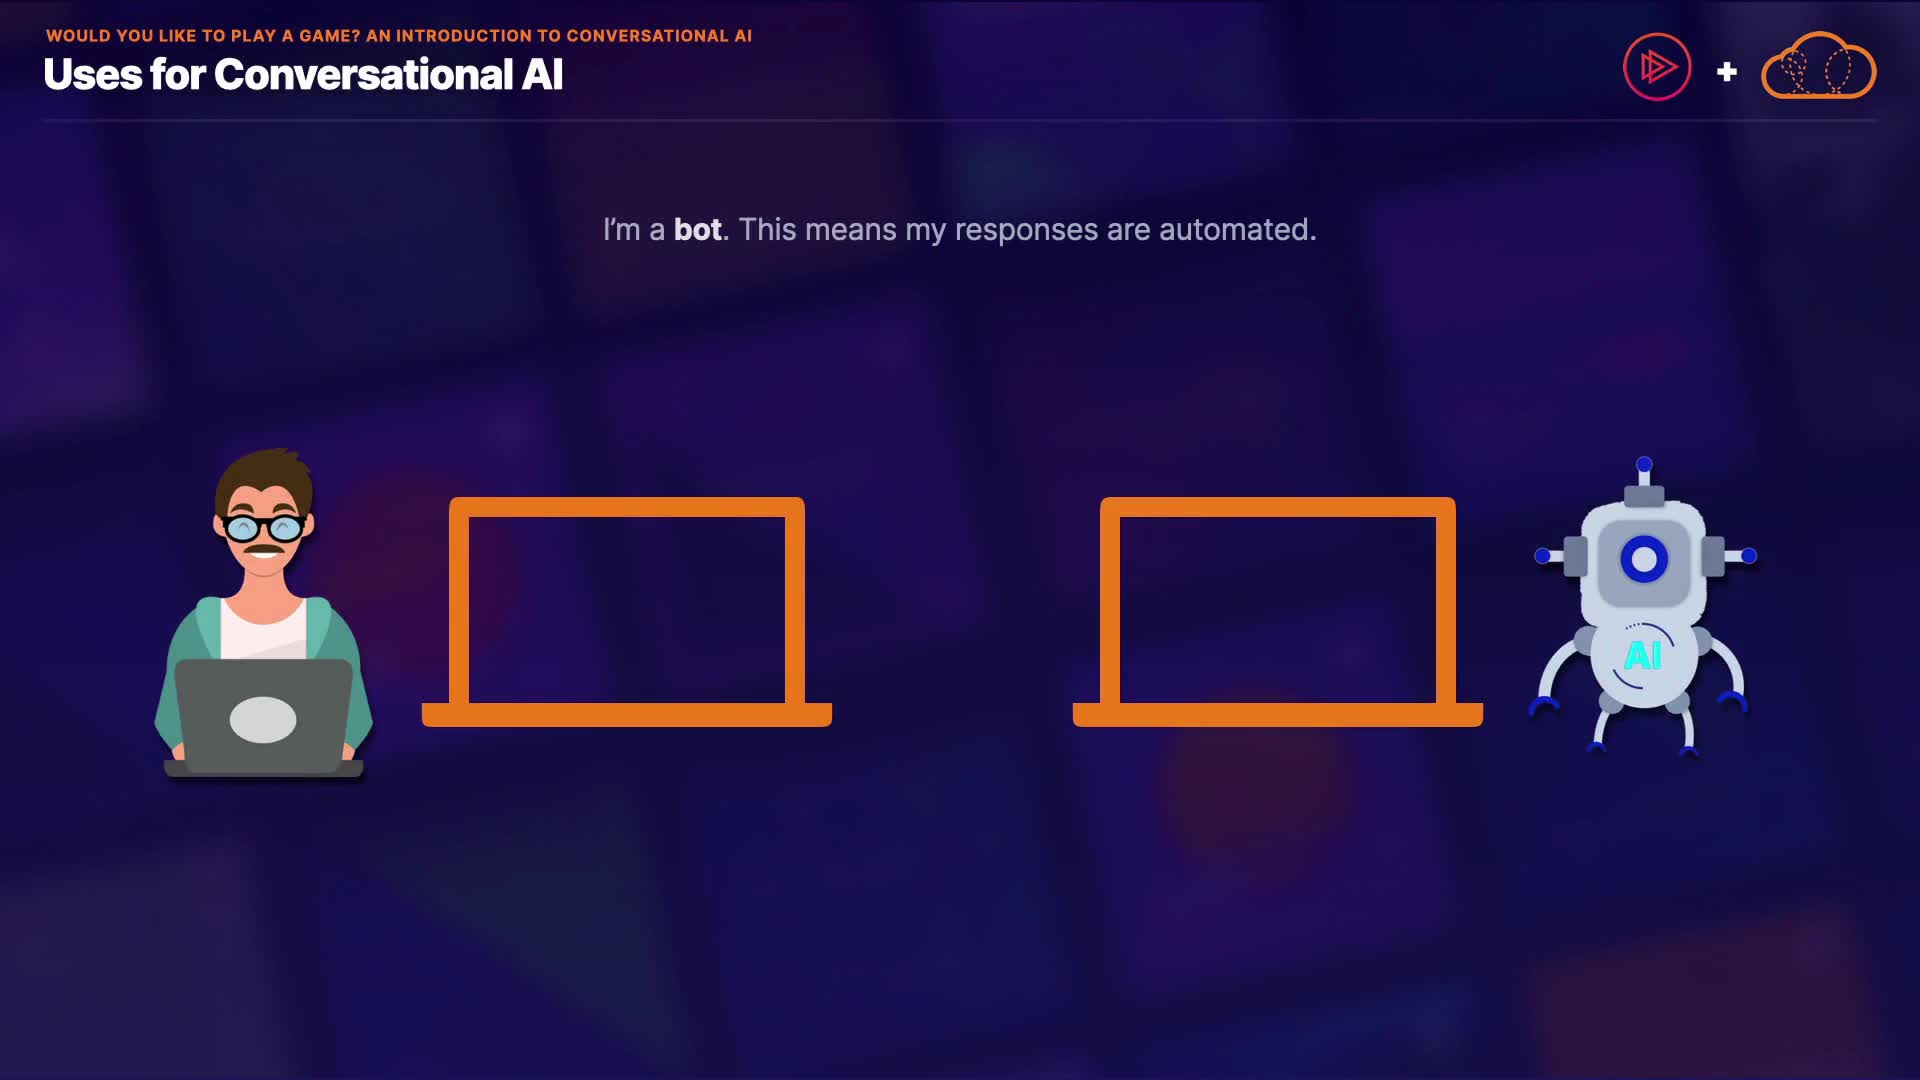 WOULD YOU LIKE TO PLAY A GAME? AN INTRODUCTION TO CONVERSATIONAL AI
Uses for Conversational AI
I’m a bot. This means my responses are automated.
AI